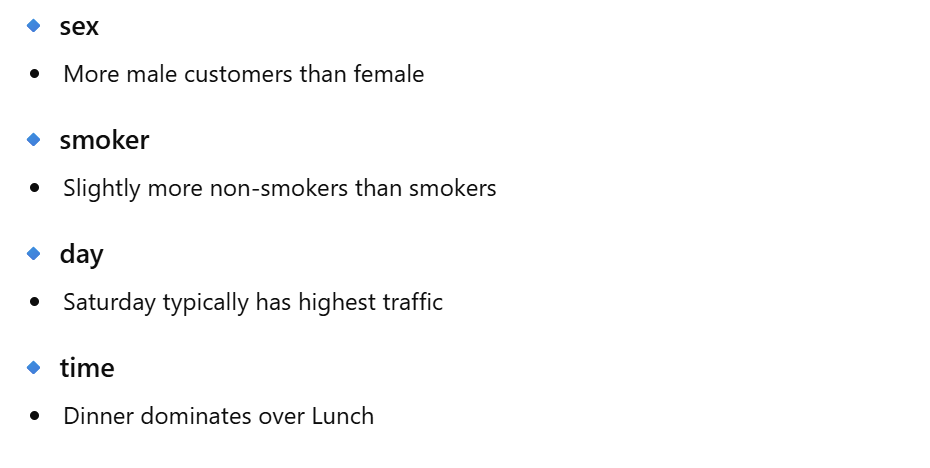 sex
More male customers than female
smoker
Slightly more non-smokers than smokers
day
Saturday typically has highest traffic
time
Dinner dominates over Lunch